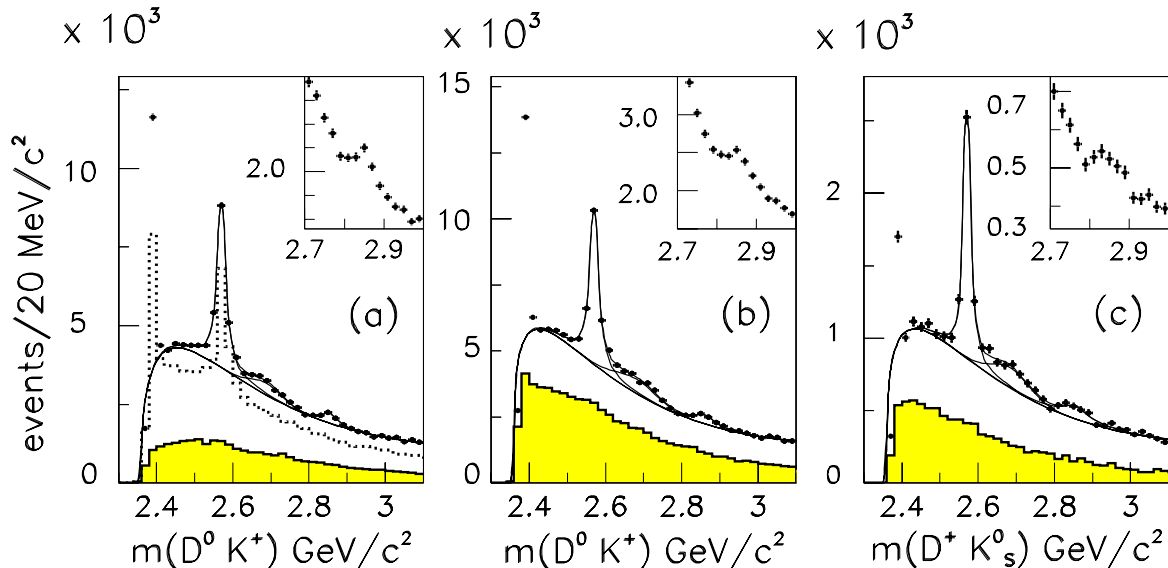 x 10³ x 10³ x 10³
events/20 MeV/c²
10
5
0
2.0
2.7 2.9
(a)
2.4 2.6 2.8 3
m(D⁰ K⁺) GeV/c²
15
10
5
0
3.0
2.0
2.7 2.9
(b)
2.4 2.6 2.8 3
m(D⁰ K⁺) GeV/c²
2
1
0
0.7
0.5
0.3
2.7 2.9
(c)
2.4 2.6 2.8 3
m(D⁺ K⁰ₛ) GeV/c²